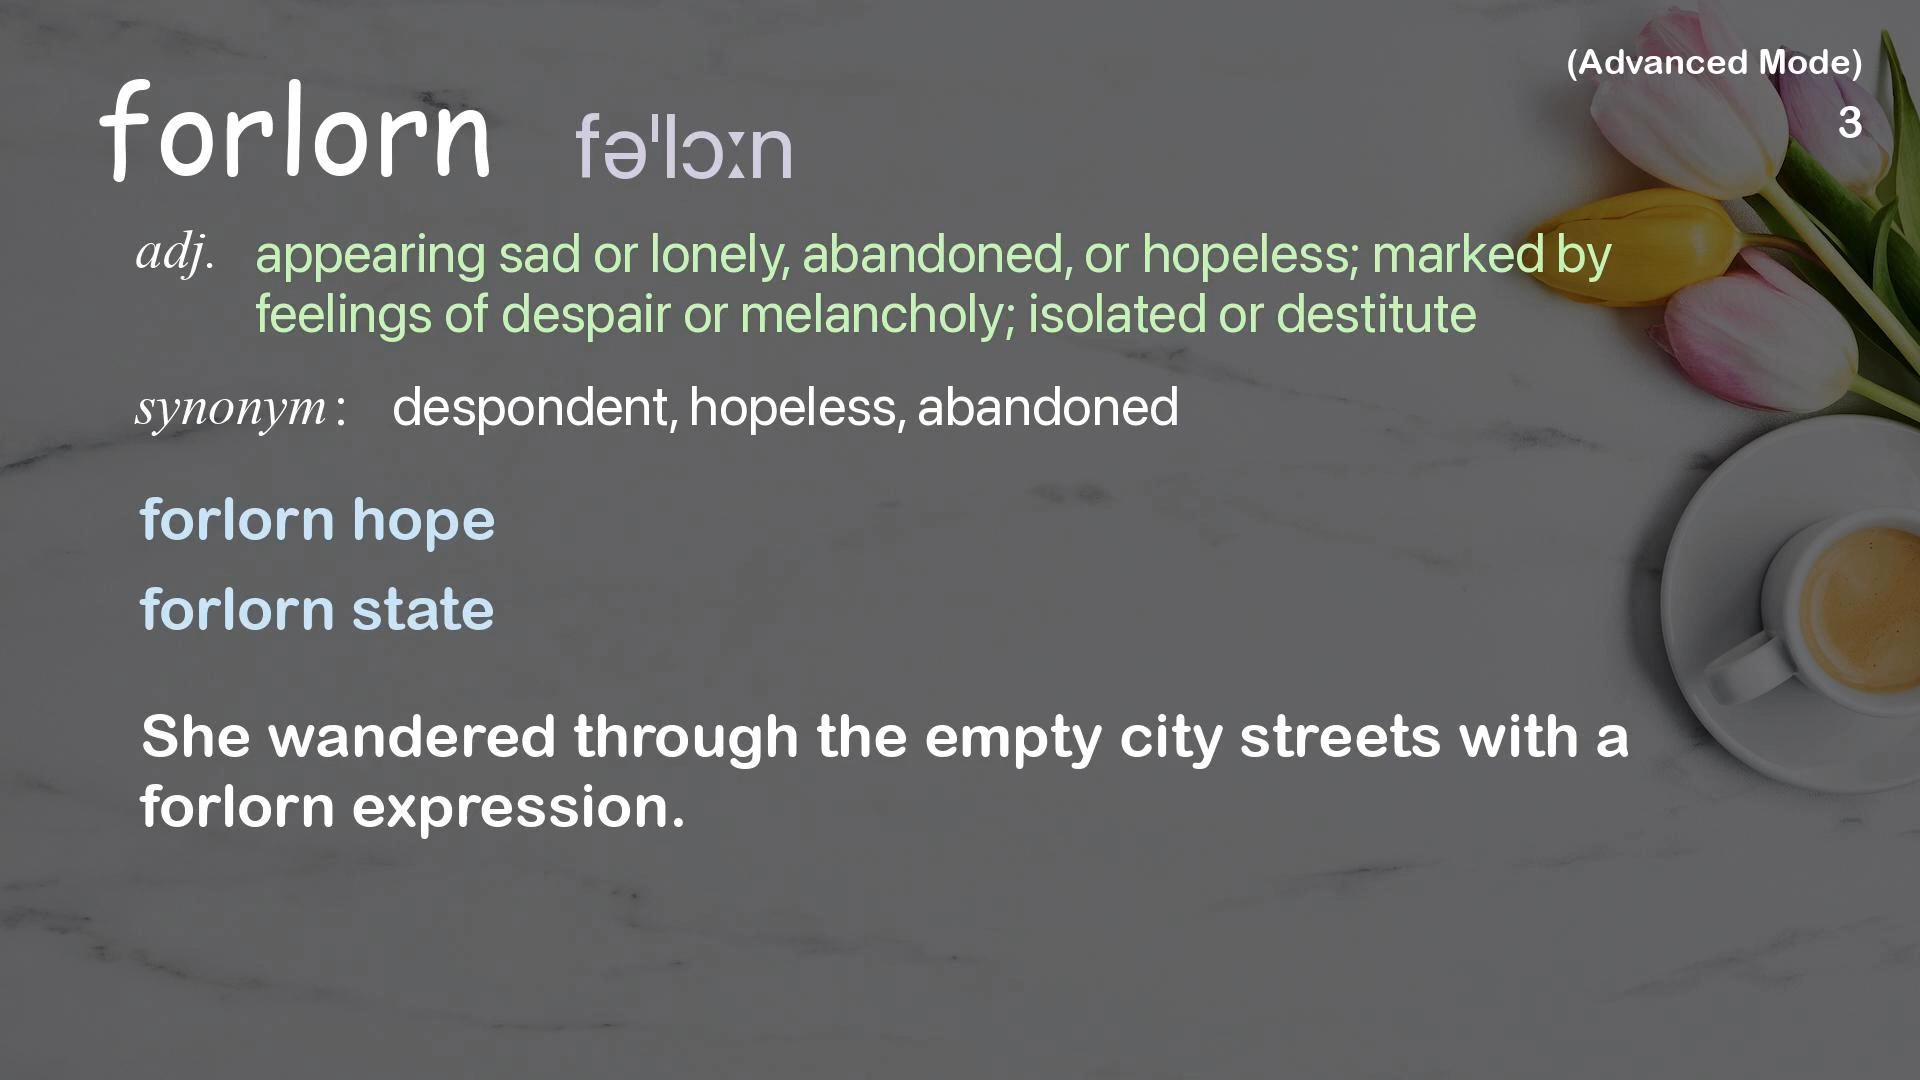 (Advanced Mode)
3
forlorn fəˈlɔːn
adj. appearing sad or lonely, abandoned, or hopeless; marked by
feelings of despair or melancholy; isolated or destitute
synonym: despondent, hopeless, abandoned
forlorn hope
forlorn state
She wandered through the empty city streets with a
forlorn expression.